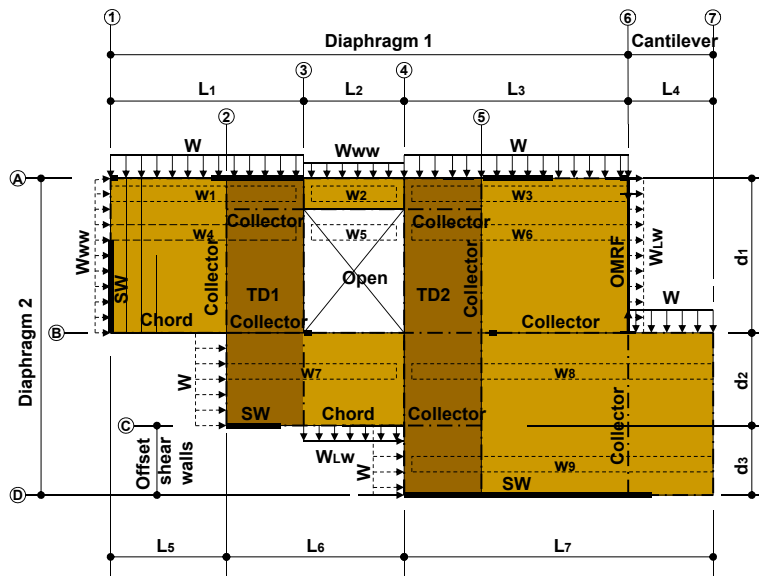 1 6 7
Diaphragm 1 Cantilever
3 4
L1 L2 L3 L4
2 5
W WWW W
A
W1 W2 W3
Collector Collector
W4 W5 W6
WWW SW Collector TD1 Open TD2 Collector OMRF WLW d1
W
Chord Collector Collector
B
Diaphragm 2
W W7 W8 d2
SW Chord Collector
C
Offset shear walls
WLW W W9 Collector d3
SW
D
L5 L6 L7